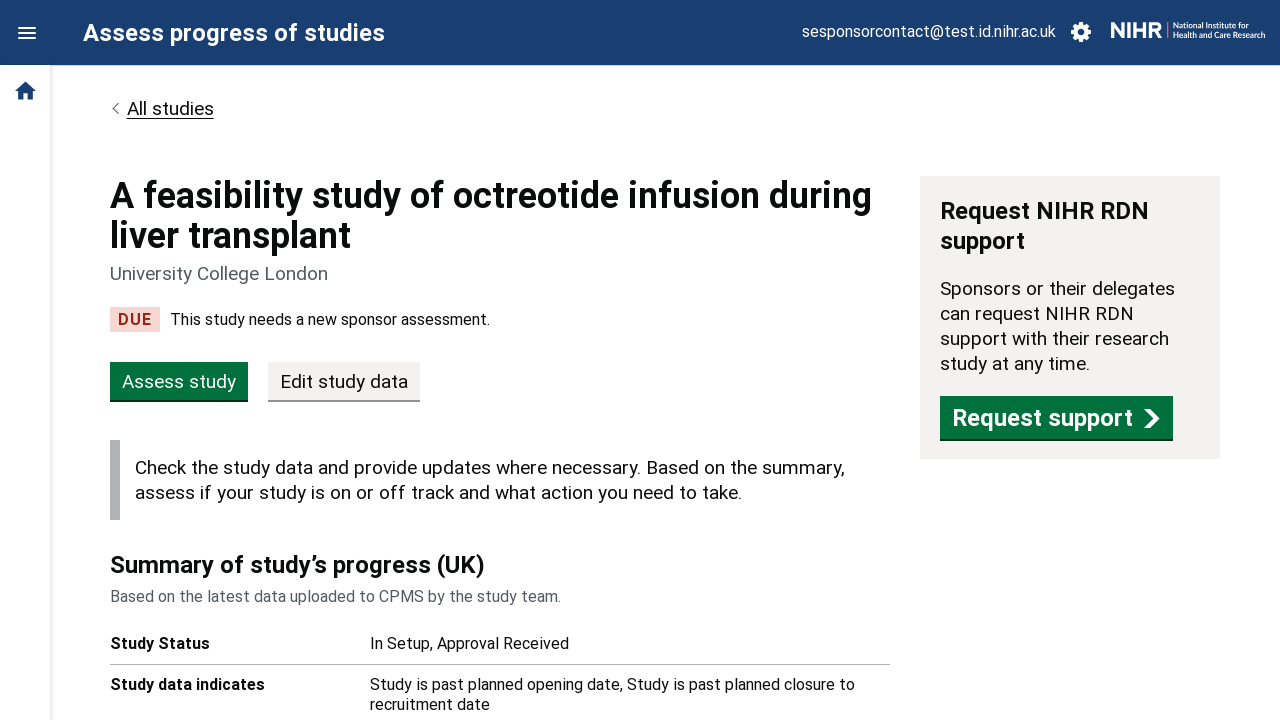 Assess progress of studies
sesponsorcontact@test.id.nihr.ac.uk
NIHR | National Institute for
Health and Care Research
All studies
A feasibility study of octreotide infusion during
liver transplant
University College London
DUE This study needs a new sponsor assessment.
Assess study
Edit study data
Check the study data and provide updates where necessary. Based on the summary,
assess if your study is on or off track and what action you need to take.
Summary of study’s progress (UK)
Based on the latest data uploaded to CPMS by the study team.
Study Status In Setup, Approval Received
Study data indicates Study is past planned opening date, Study is past planned closure to
recruitment date
Request NIHR RDN
support
Sponsors or their delegates
can request NIHR RDN
support with their research
study at any time.
Request support